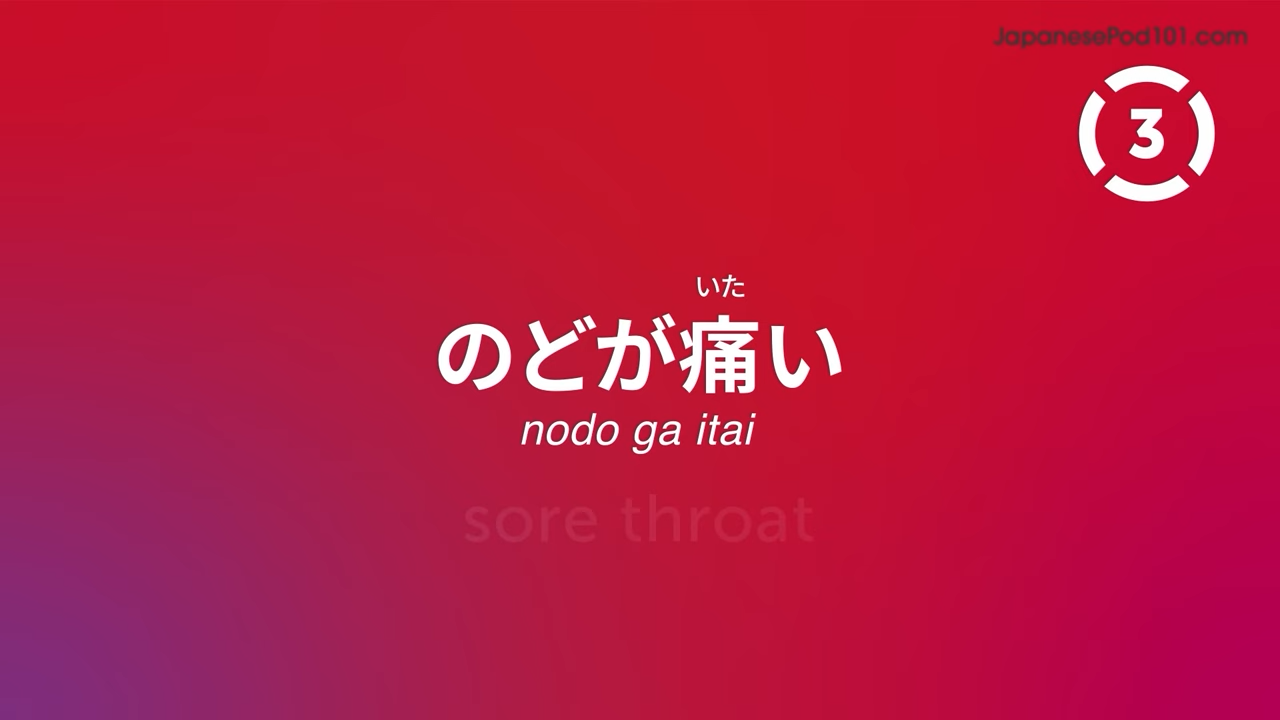 JapanesePod101.com
3
いた
のどが痛い
nodo ga itai
sore throat